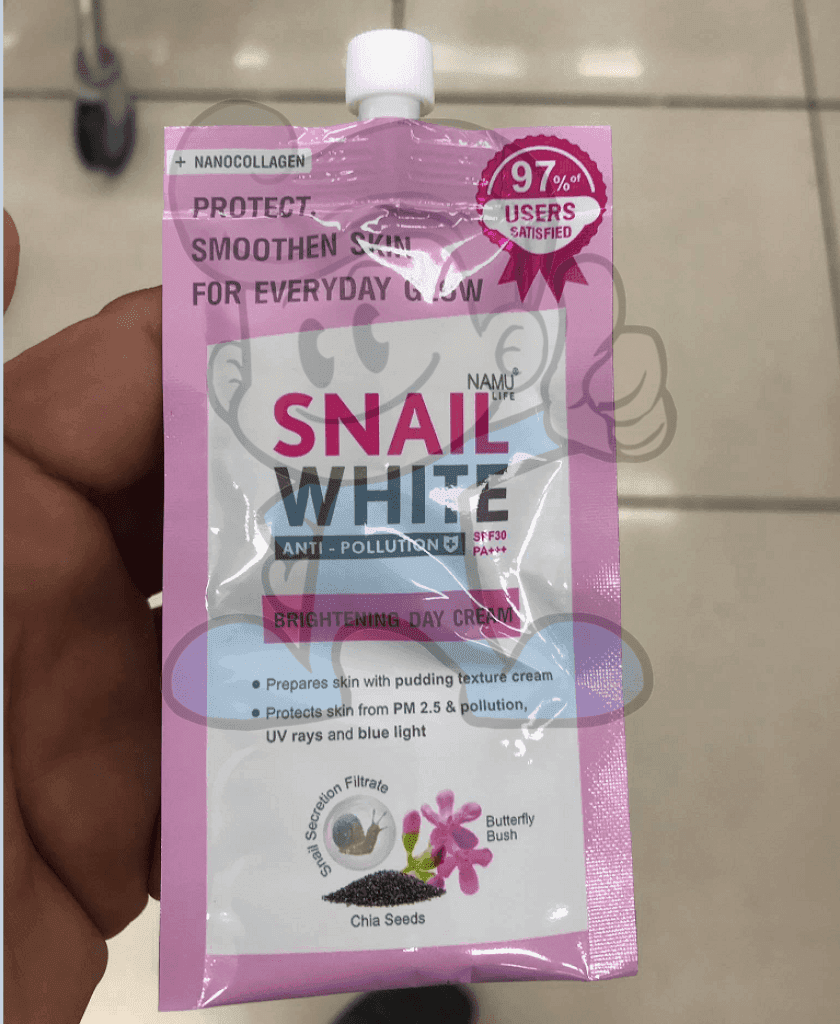 + NANOCOLLAGEN
97% of
USERS
SATISFIED
PROTECT.
SMOOTHEN SKIN
FOR EVERYDAY GLOW
NAMU®
LIFE
SNAIL
WHITE
ANTI - POLLUTION
SPF30
PA+++
BRIGHTENING DAY CREAM
• Prepares skin with pudding texture cream
• Protects skin from PM 2.5 & pollution,
UV rays and blue light
Snail Secretion Filtrate
Butterfly
Bush
Chia Seeds